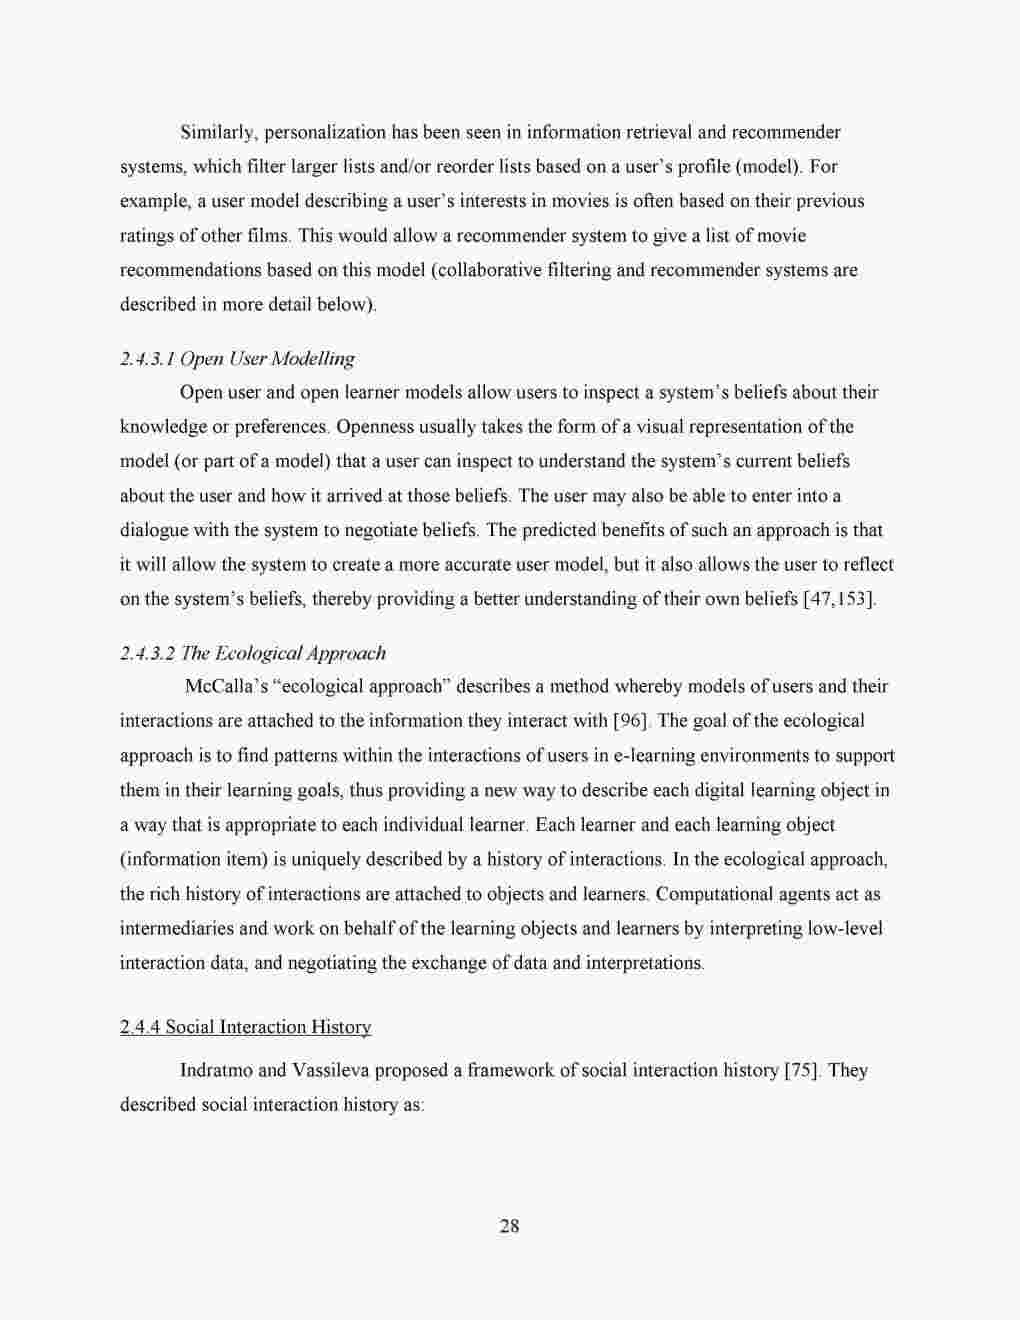 Similarly, personalization has been seen in information retrieval and recommender
systems, which filter larger lists and/or reorder lists based on a user's profile (model). For
example, a user model describing a user's interests in movies is often based on their previous
ratings of other films. This would allow a recommender system to give a list of movie
recommendations based on this model (collaborative filtering and recommender systems are
described in more detail below).
2.4.3.1 Open User Modelling
Open user and open learner models allow users to inspect a system's beliefs about their
knowledge or preferences. Openness usually takes the form of a visual representation of the
model (or part of a model) that a user can inspect to understand the system's current beliefs
about the user and how it arrived at those beliefs. The user may also be able to enter into a
dialogue with the system to negotiate beliefs. The predicted benefits of such an approach is that
it will allow the system to create a more accurate user model, but it also allows the user to reflect
on the system's beliefs, thereby providing a better understanding of their own beliefs [47,153].
2.4.3.2 The Ecological Approach
McCalla's “ecological approach” describes a method whereby models of users and their
interactions are attached to the information they interact with [96]. The goal of the ecological
approach is to find patterns within the interactions of users in e-learning environments to support
them in their learning goals, thus providing a new way to describe each digital learning object in
a way that is appropriate to each individual learner. Each learner and each learning object
(information item) is uniquely described by a history of interactions. In the ecological approach,
the rich history of interactions are attached to objects and learners. Computational agents act as
intermediaries and work on behalf of the learning objects and learners by interpreting low-level
interaction data, and negotiating the exchange of data and interpretations.
2.4.4 Social Interaction History
Indratmo and Vassileva proposed a framework of social interaction history [75]. They
described social interaction history as:
28